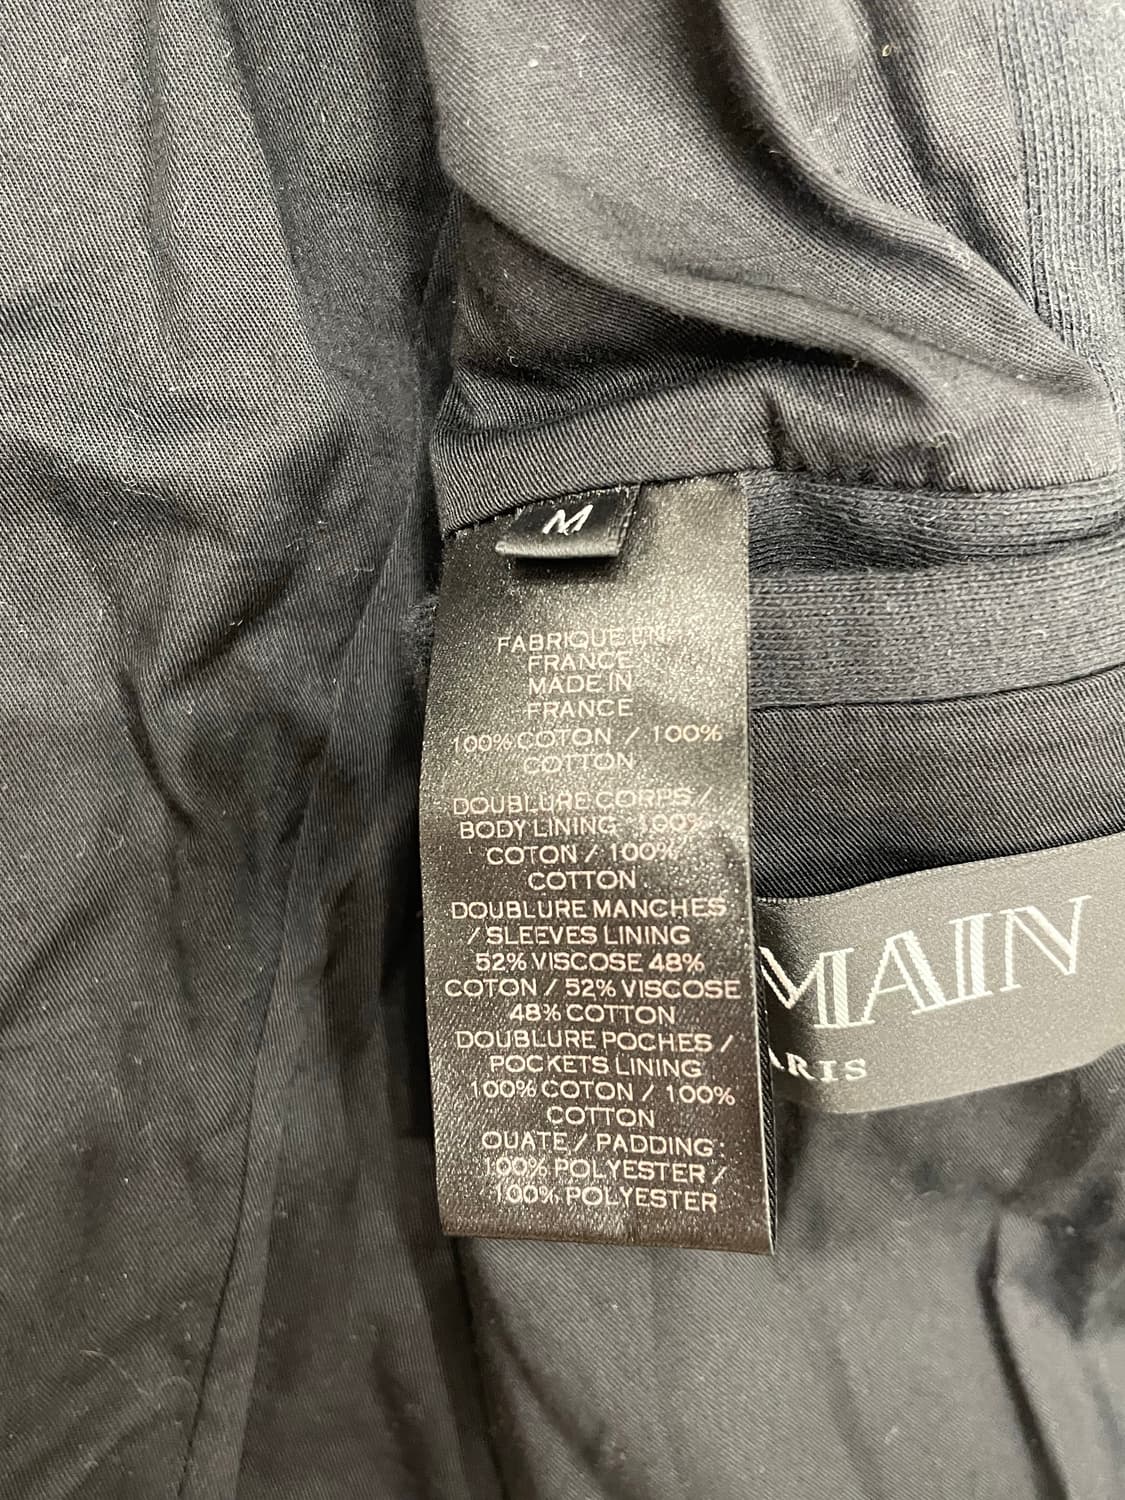 M
FABRIQUE EN
FRANCE
MADE IN
FRANCE
100% COTON / 100%
COTTON
DOUBLURE CORPS /
BODY LINING 100%
COTON / 100%
COTTON
DOUBLURE MANCHES
/ SLEEVES LINING
52% VISCOSE 48%
COTON / 52% VISCOSE
48% COTTON
DOUBLURE POCHES /
POCKETS LINING
100% COTON / 100%
COTTON
OUATE / PADDING:
100% POLYESTER /
100% POLYESTER
MAIN
ARIS